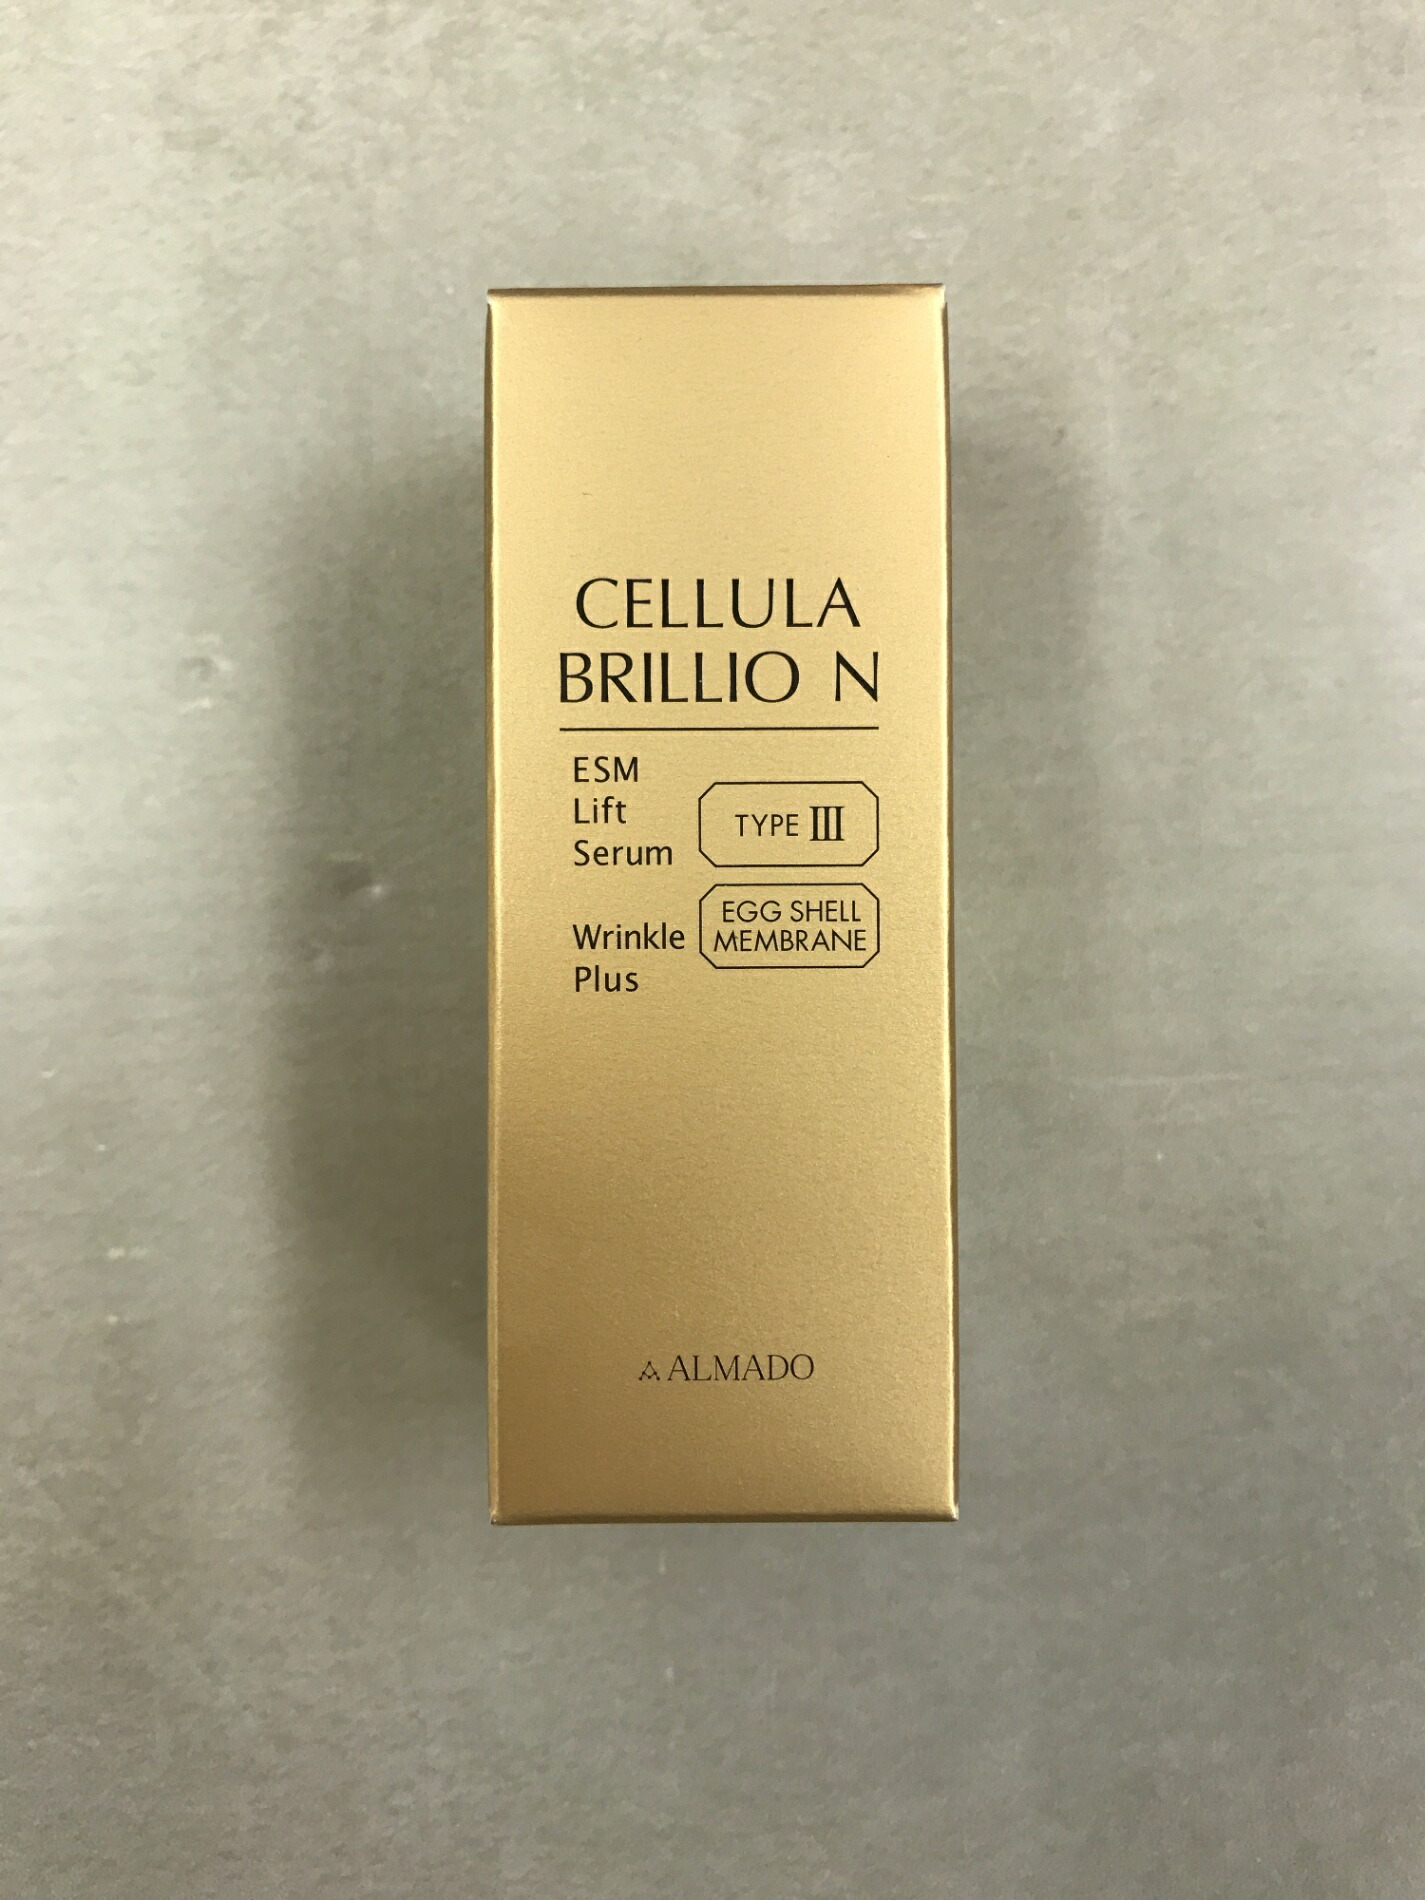 CELLULA
BRILLIO N
ESM
Lift
Serum
Wrinkle
Plus
TYPE III
EGG SHELL
MEMBRANE
ALMADO